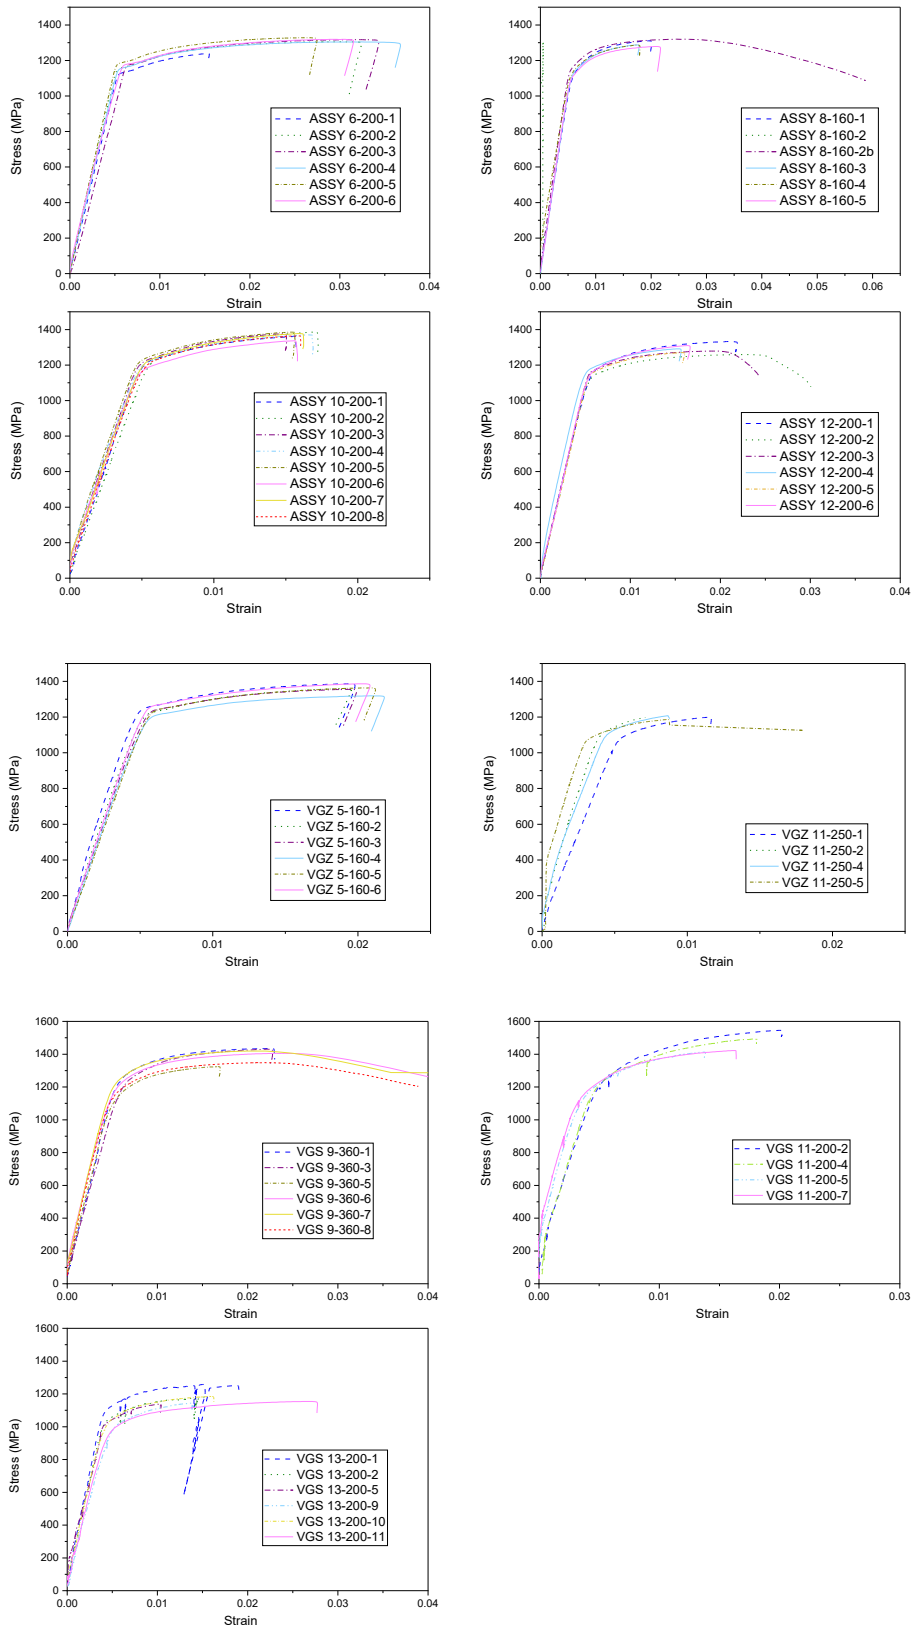 1400
1200
1000
800
600
400
200
0
Stress (MPa)
ASSY 6-200-1
ASSY 6-200-2
ASSY 6-200-3
ASSY 6-200-4
ASSY 6-200-5
ASSY 6-200-6
0.00 0.01 0.02 0.03 0.04
Strain
1400
1200
1000
800
600
400
200
0
Stress (MPa)
ASSY 8-160-1
ASSY 8-160-2
ASSY 8-160-2b
ASSY 8-160-3
ASSY 8-160-4
ASSY 8-160-5
0.00 0.01 0.02 0.03 0.04 0.05 0.06
Strain
1400
1200
1000
800
600
400
200
0
Stress (MPa)
ASSY 10-200-1
ASSY 10-200-2
ASSY 10-200-3
ASSY 10-200-4
ASSY 10-200-5
ASSY 10-200-6
ASSY 10-200-7
ASSY 10-200-8
0.00 0.01 0.02
Strain
1400
1200
1000
800
600
400
200
0
Stress (MPa)
ASSY 12-200-1
ASSY 12-200-2
ASSY 12-200-3
ASSY 12-200-4
ASSY 12-200-5
ASSY 12-200-6
0.00 0.01 0.02 0.03 0.04
Strain
1400
1200
1000
800
600
400
200
0
Stress (MPa)
VGZ 5-160-1
VGZ 5-160-2
VGZ 5-160-3
VGZ 5-160-4
VGZ 5-160-5
VGZ 5-160-6
0.00 0.01 0.02
Strain
1400
1200
1000
800
600
400
200
0
Stress (MPa)
VGZ 11-250-1
VGZ 11-250-2
VGZ 11-250-4
VGZ 11-250-5
0.00 0.01 0.02
Strain
1600
1400
1200
1000
800
600
400
200
0
Stress (MPa)
VGS 9-360-1
VGS 9-360-3
VGS 9-360-5
VGS 9-360-6
VGS 9-360-7
VGS 9-360-8
0.00 0.01 0.02 0.03 0.04
Strain
1600
1400
1200
1000
800
600
400
200
0
Stress (MPa)
VGS 11-200-2
VGS 11-200-4
VGS 11-200-5
VGS 11-200-7
0.00 0.01 0.02 0.03
Strain
1600
1400
1200
1000
800
600
400
200
0
Stress (MPa)
VGS 13-200-1
VGS 13-200-2
VGS 13-200-5
VGS 13-200-9
VGS 13-200-10
VGS 13-200-11
0.00 0.01 0.02 0.03 0.04
Strain